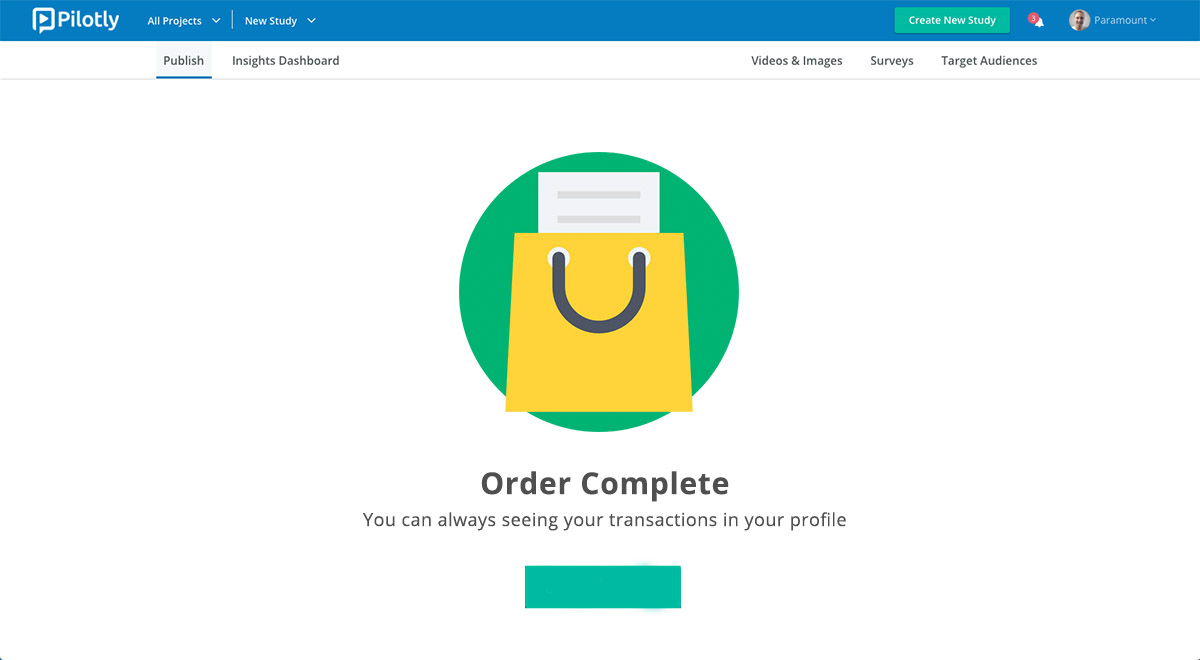 Pilotly
All Projects
New Study
Create New Study
3
Paramount
Publish
Insights Dashboard
Videos & Images
Surveys
Target Audiences
Order Complete
You can always seeing your transactions in your profile